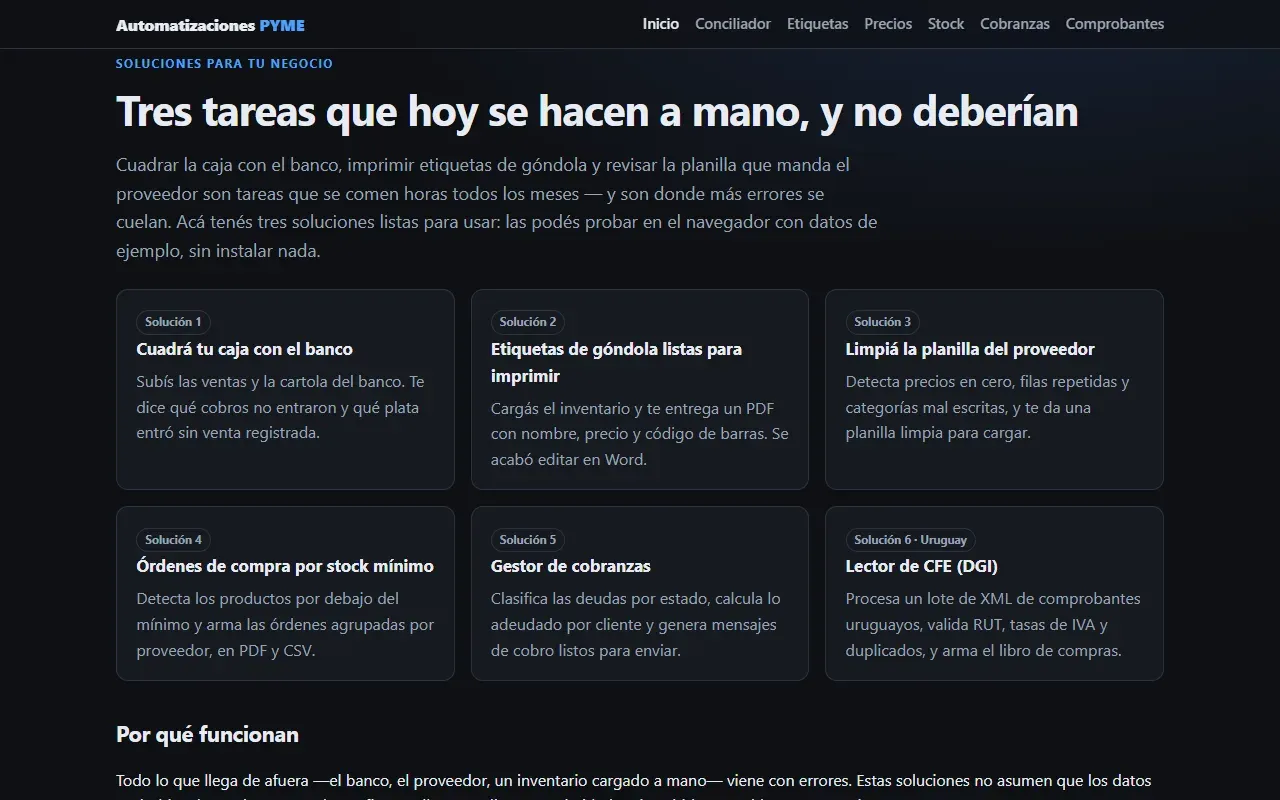 Automatizaciones PYME
Inicio Conciliador Etiquetas Precios Stock Cobranzas Comprobantes
SOLUCIONES PARA TU NEGOCIO
Tres tareas que hoy se hacen a mano, y no deberían
Cuadrar la caja con el banco, imprimir etiquetas de góndola y revisar la planilla que manda el
proveedor son tareas que se comen horas todos los meses — y son donde más errores se
cuelan. Acá tenés tres soluciones listas para usar: las podés probar en el navegador con datos de
ejemplo, sin instalar nada.
Solución 1
Cuadrá tu caja con el banco
Subís las ventas y la cartola del banco. Te
dice qué cobros no entraron y qué plata
entró sin venta registrada.
Solución 2
Etiquetas de góndola listas para
imprimir
Cargás el inventario y te entrega un PDF
con nombre, precio y código de barras. Se
acabó editar en Word.
Solución 3
Limpiá la planilla del proveedor
Detecta precios en cero, filas repetidas y
categorías mal escritas, y te da una
planilla limpia para cargar.
Solución 4
Órdenes de compra por stock mínimo
Detecta los productos por debajo del
mínimo y arma las órdenes agrupadas por
proveedor, en PDF y CSV.
Solución 5
Gestor de cobranzas
Clasifica las deudas por estado, calcula lo
adeudado por cliente y genera mensajes
de cobro listos para enviar.
Solución 6 · Uruguay
Lector de CFE (DGI)
Procesa un lote de XML de comprobantes
uruguayos, valida RUT, tasas de IVA y
duplicados, y arma el libro de compras.
Por qué funcionan
Todo lo que llega de afuera —el banco, el proveedor, un inventario cargado a mano— viene con errores. Estas soluciones no asumen que los datos